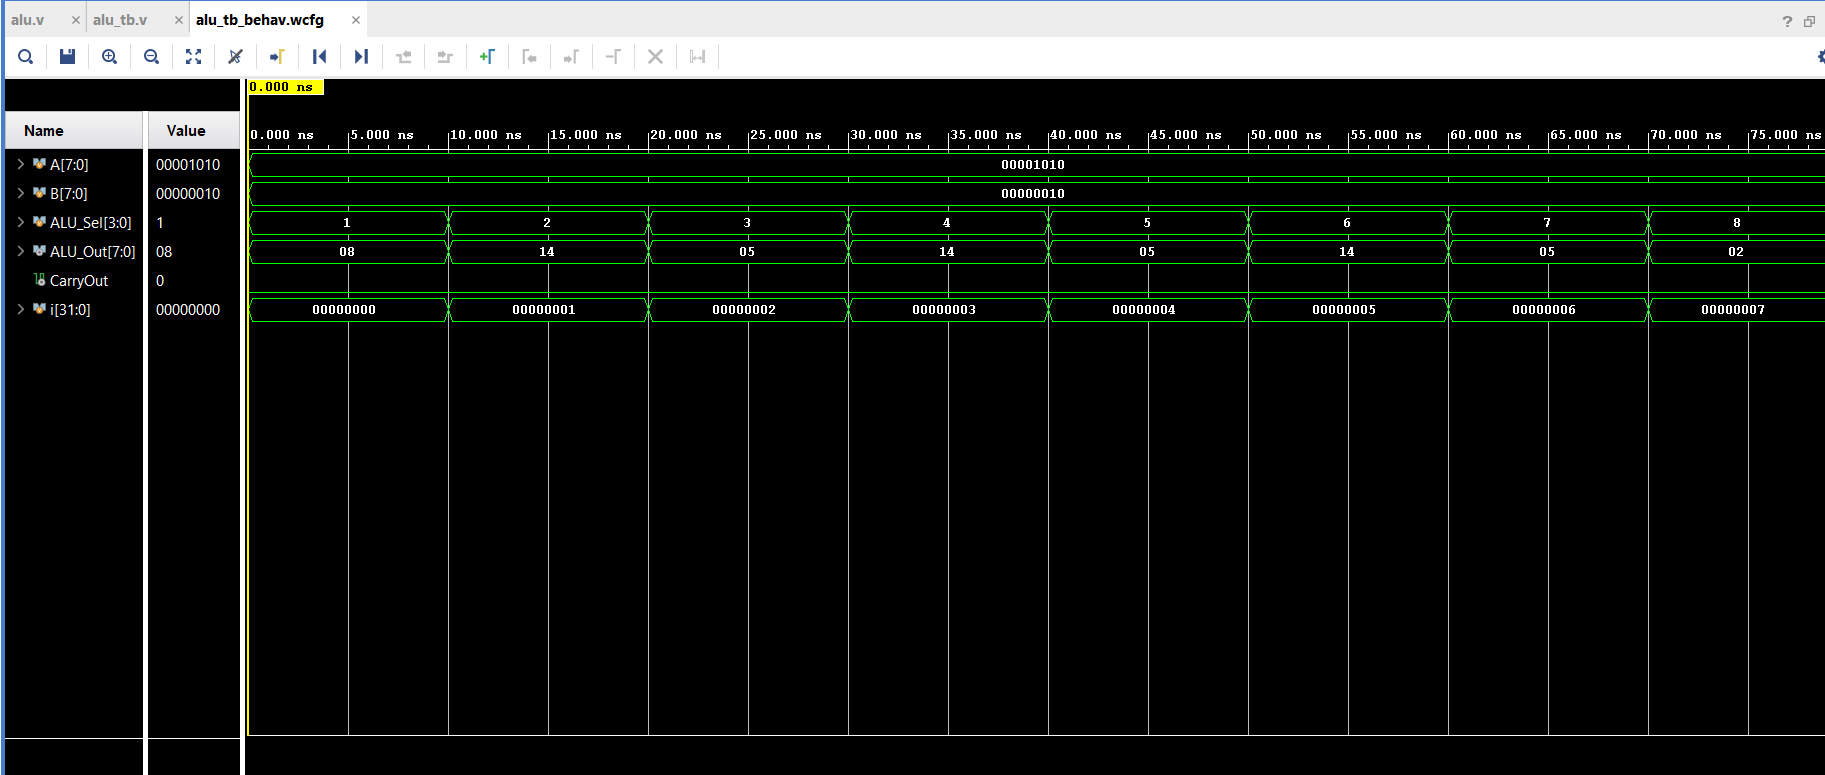 alu.v × alu_tb.v × alu_tb_behav.wcfg ×
?
0.000 ns
Name Value
0.000 ns 5.000 ns 10.000 ns 15.000 ns 20.000 ns 25.000 ns 30.000 ns 35.000 ns 40.000 ns 45.000 ns 50.000 ns 55.000 ns 60.000 ns 65.000 ns 70.000 ns 75.000 ns
A[7:0] 00001010 00001010
B[7:0] 00000010 00000010
ALU_Sel[3:0] 1 1 2 3 4 5 6 7 8
ALU_Out[7:0] 08 08 14 05 14 05 14 05 02
CarryOut 0
i[31:0] 00000000 00000000 00000001 00000002 00000003 00000004 00000005 00000006 00000007